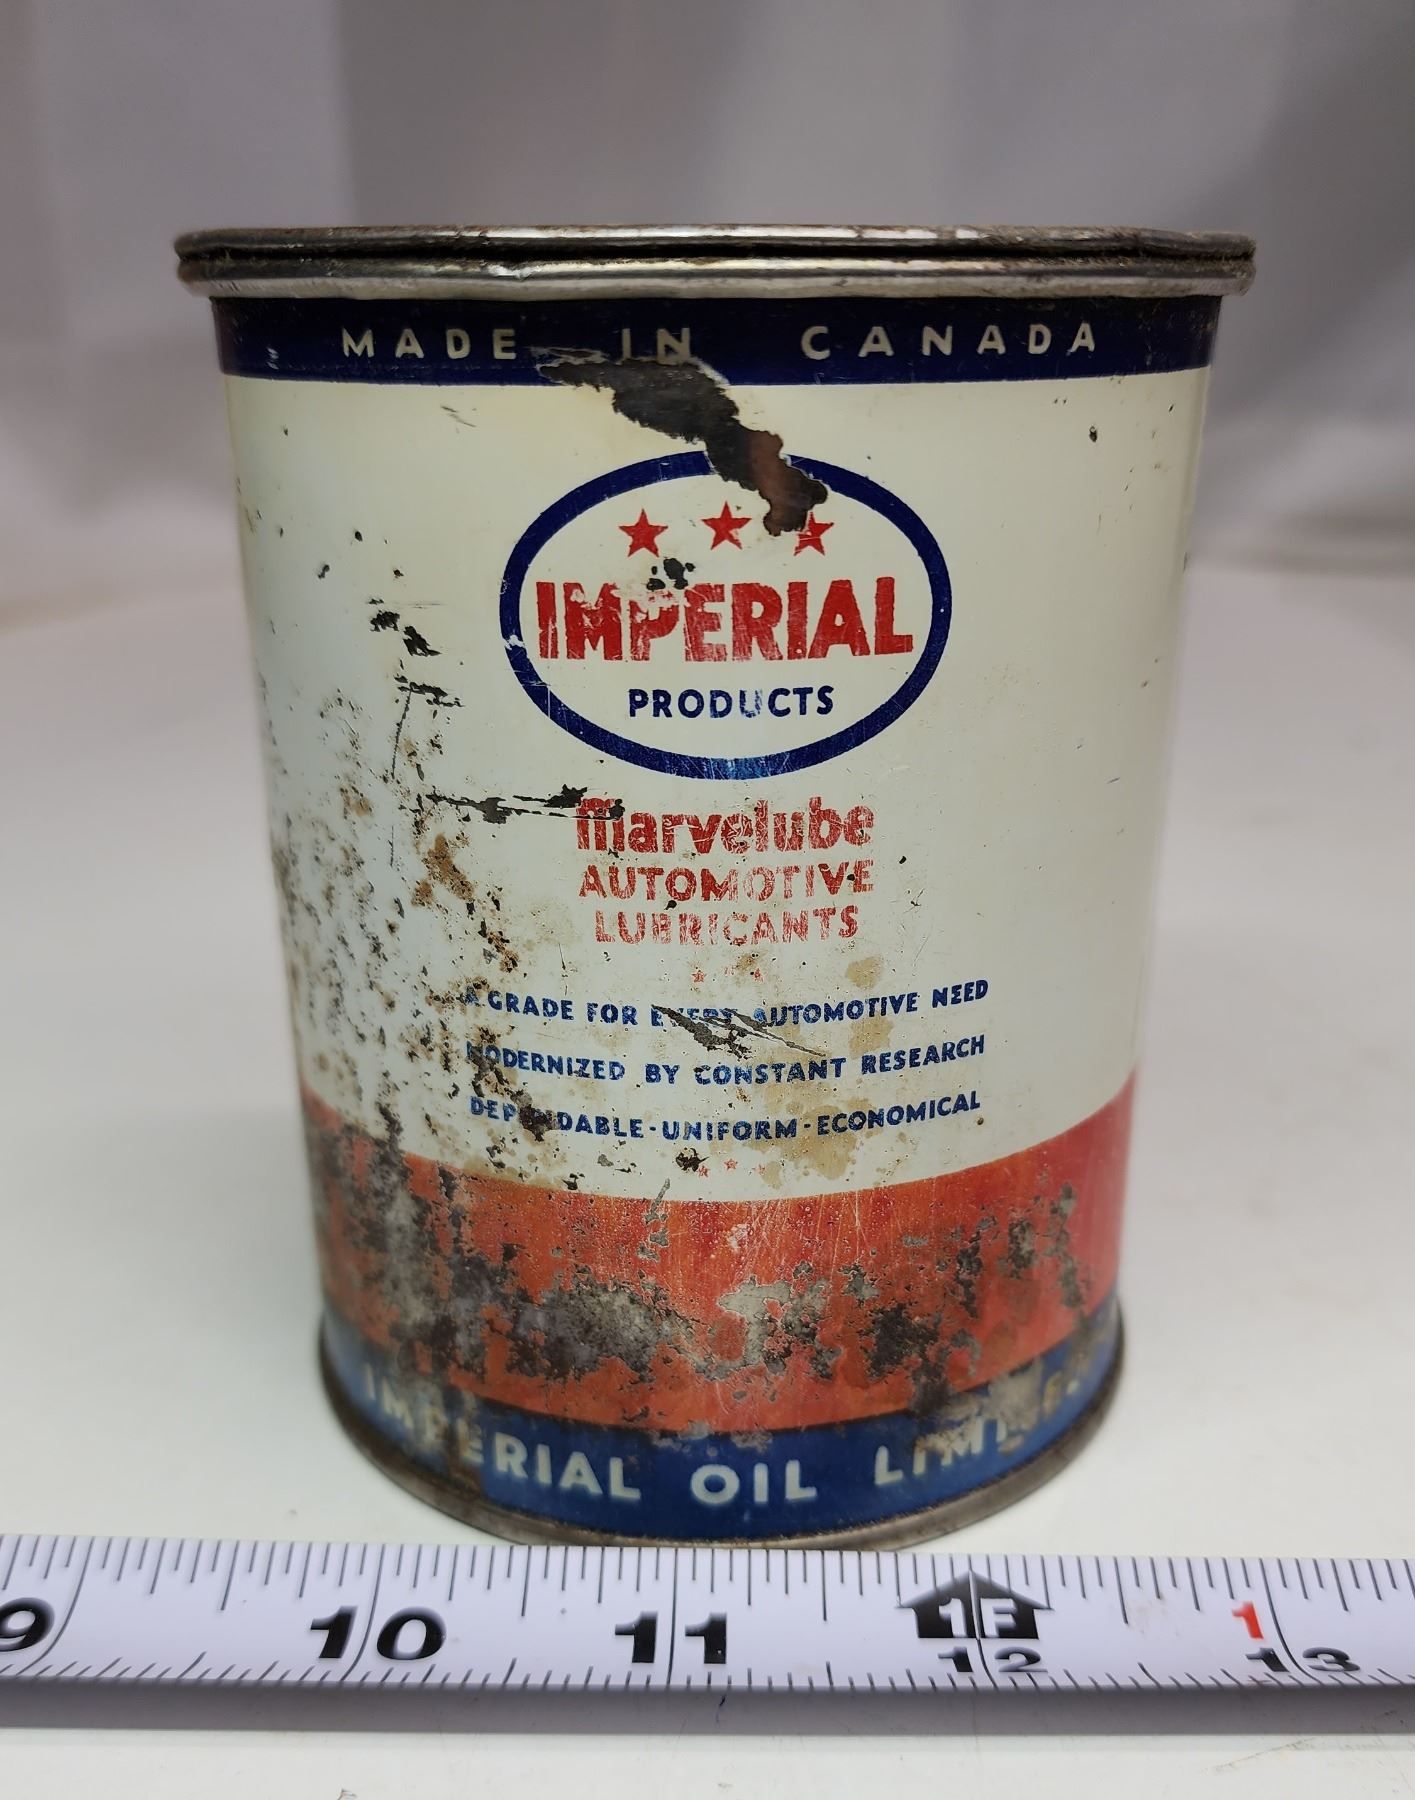 MADE IN CANADA
IMPERIAL
PRODUCTS
Marvelube
AUTOMOTIVE
LUBRICANTS
A GRADE FOR EVERY AUTOMOTIVE NEED
MODERNIZED BY CONSTANT RESEARCH
DEPENDABLE-UNIFORM-ECONOMICAL
IMPERIAL OIL LIMITED
9 10 11 1F 12 1 13